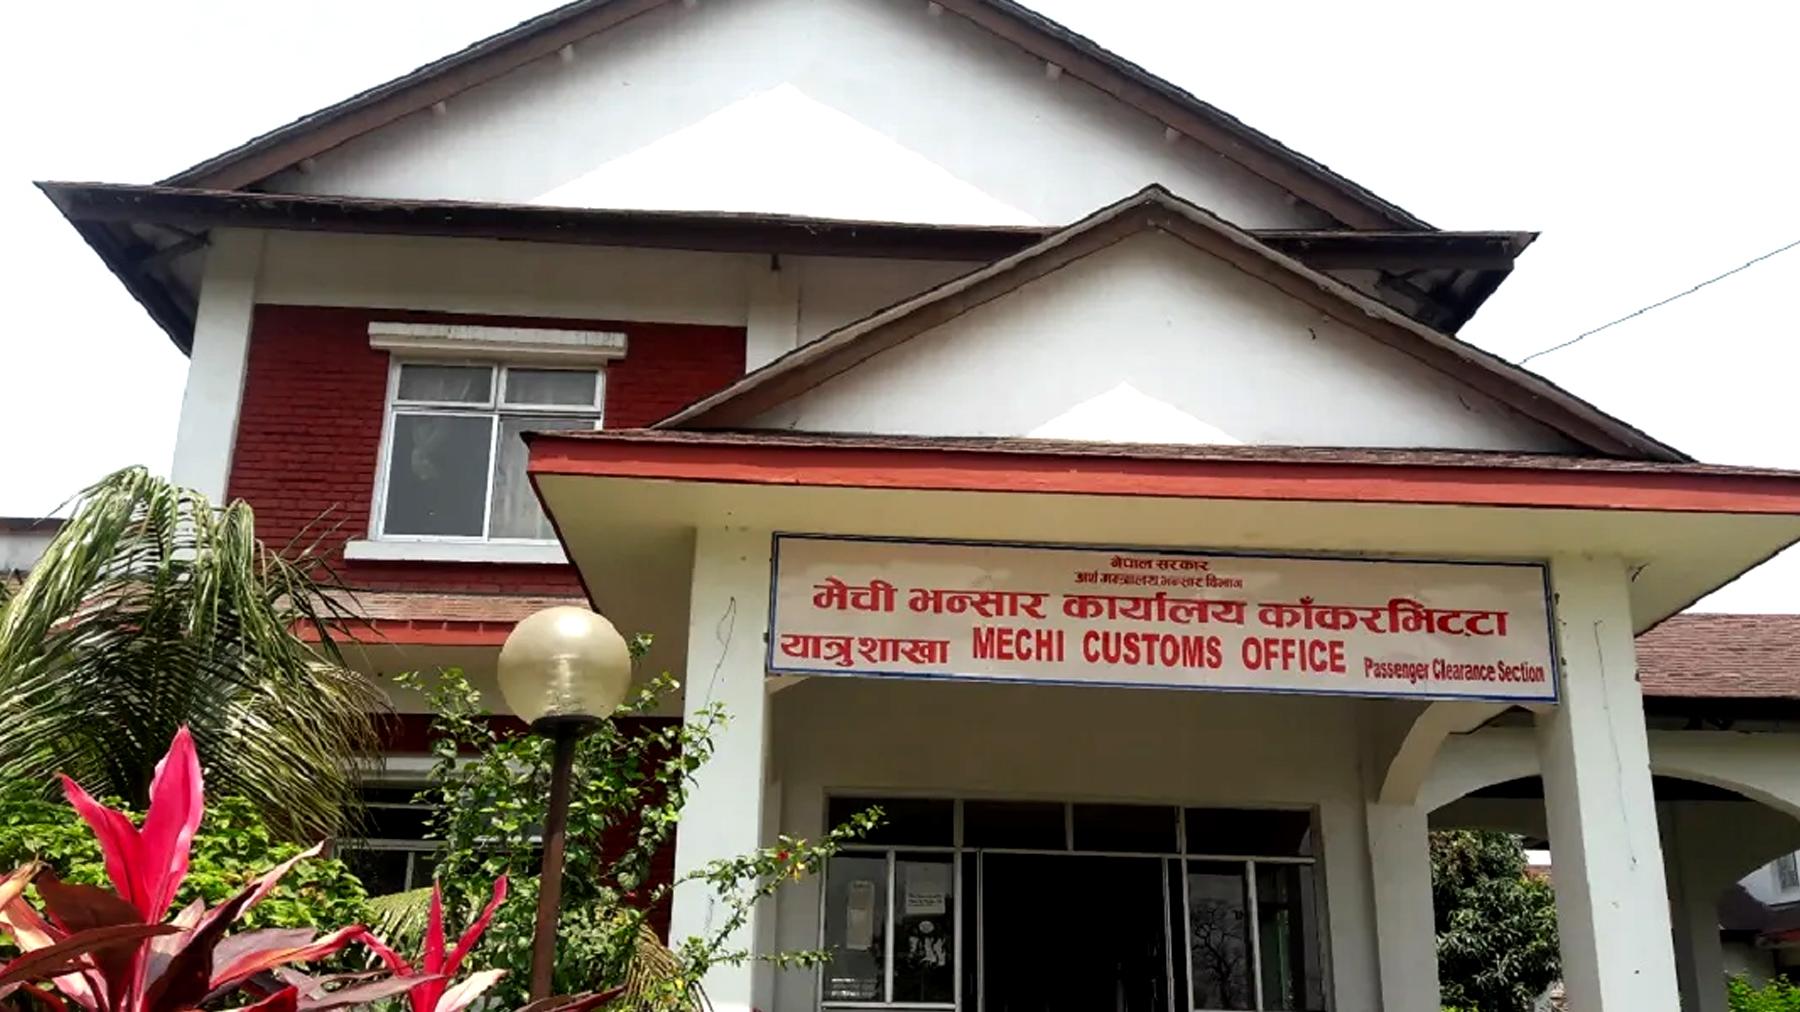 नेपाल सरकार
अर्थ मन्त्रालय, भन्सार विभाग
मेची भन्सार कार्यालय काँकरभिट्टा
यात्रु शाखा MECHI CUSTOMS OFFICE Passenger Clearance Section